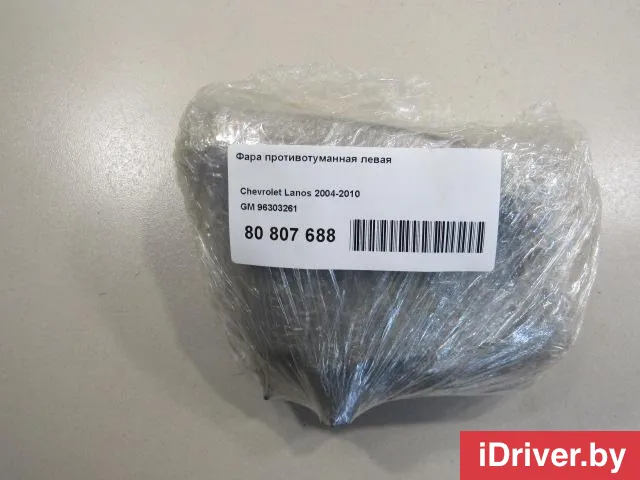 Фара противотуманная левая
Chevrolet Lanos 2004-2010
GM 96303261
80 807 688
iDriver.by